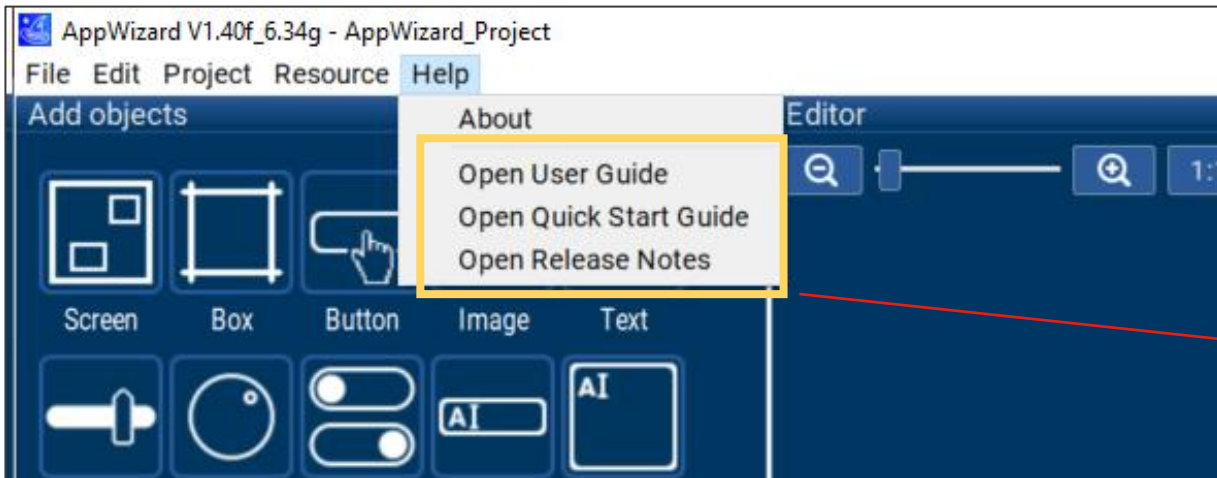 AppWizard V1.40f_6.34g - AppWizard_Project
File Edit Project Resource Help
Add objects
About
Open User Guide
Open Quick Start Guide
Open Release Notes
Editor
1:
Screen Box Button Image Text
AI
AI